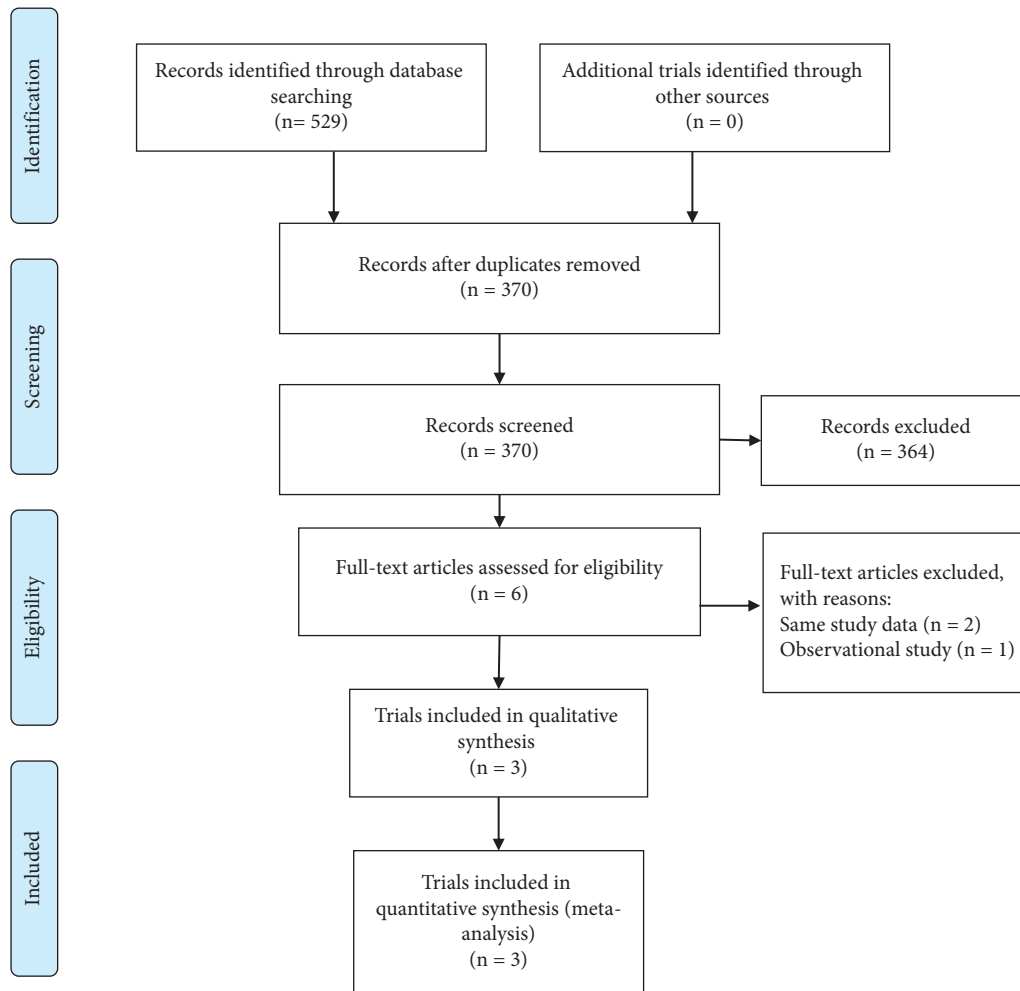 Identification
Records identified through database
searching
(n= 529)
Additional trials identified through
other sources
(n = 0)
Screening
Records after duplicates removed
(n = 370)
Records screened
(n = 370)
Records excluded
(n = 364)
Eligibility
Full-text articles assessed for eligibility
(n = 6)
Full-text articles excluded,
with reasons:
Same study data (n = 2)
Observational study (n = 1)
Trials included in qualitative
synthesis
(n = 3)
Included
Trials included in
quantitative synthesis (meta-
analysis)
(n = 3)